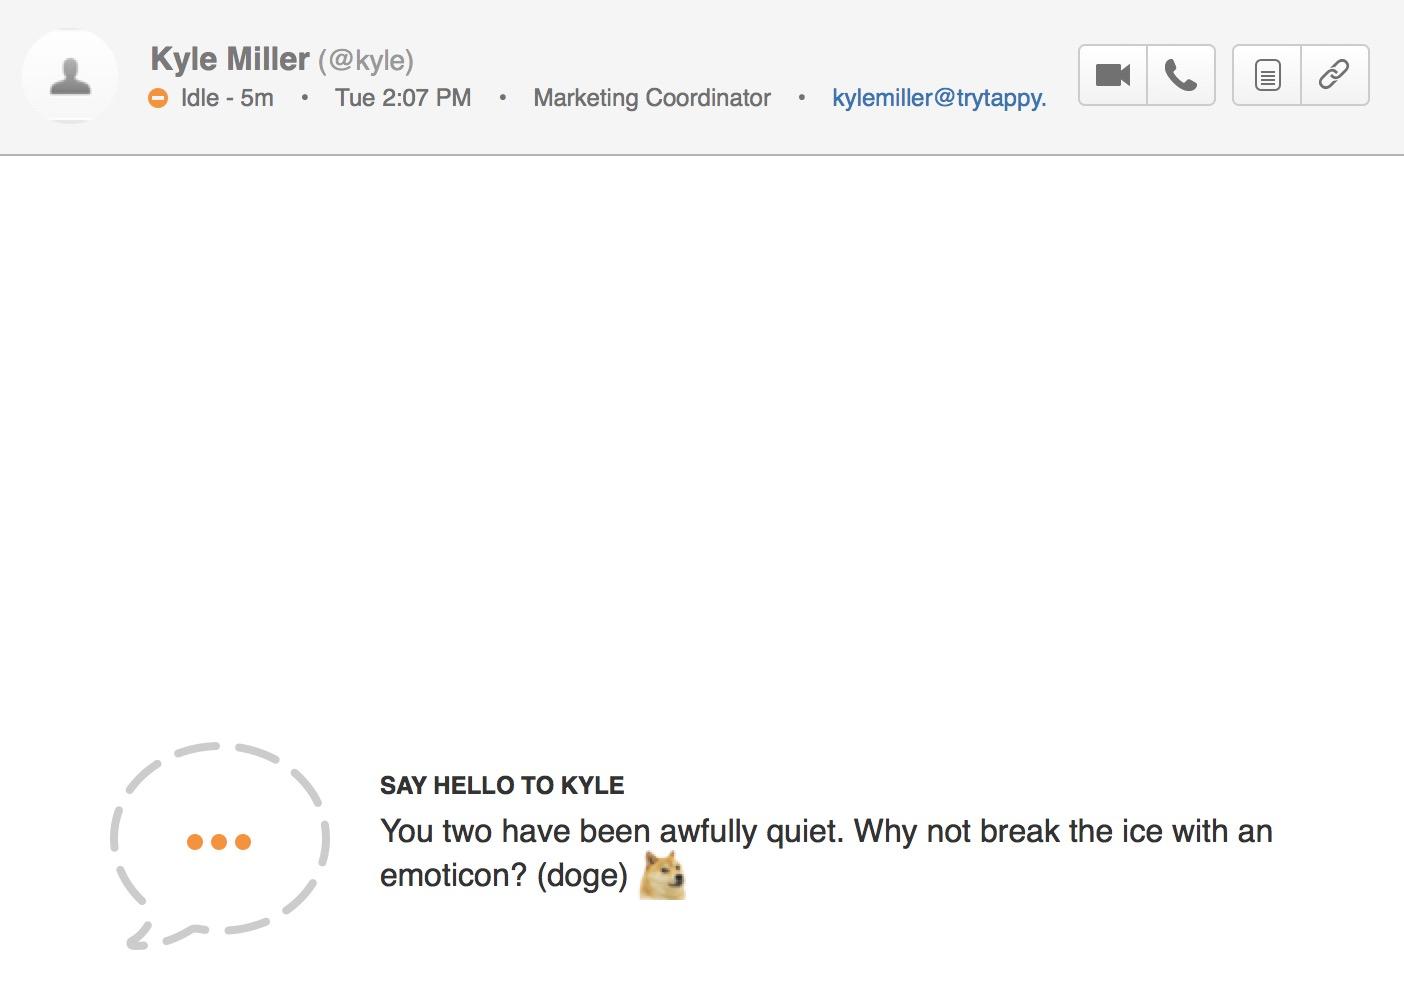 Kyle Miller (@kyle)
Idle - 5m • Tue 2:07 PM • Marketing Coordinator • kylemiller@trytappy.
SAY HELLO TO KYLE
You two have been awfully quiet. Why not break the ice with an
emoticon? (doge)